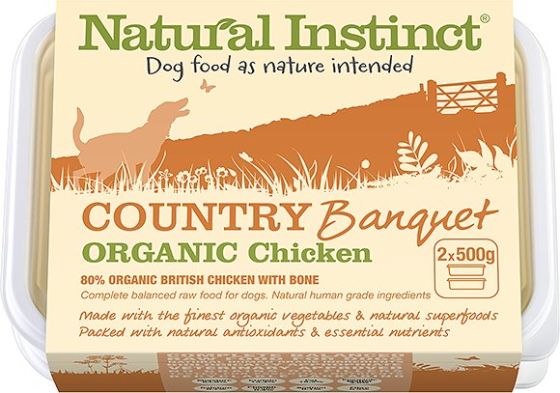 Natural Instinct®
Dog food as nature intended
COUNTRY Banquet
ORGANIC Chicken
2x500g
80% ORGANIC BRITISH CHICKEN WITH BONE
Complete balanced raw food for dogs. Natural human grade ingredients
Made with the finest organic vegetables & natural superfoods
Packed with natural antioxidants & essential nutrients